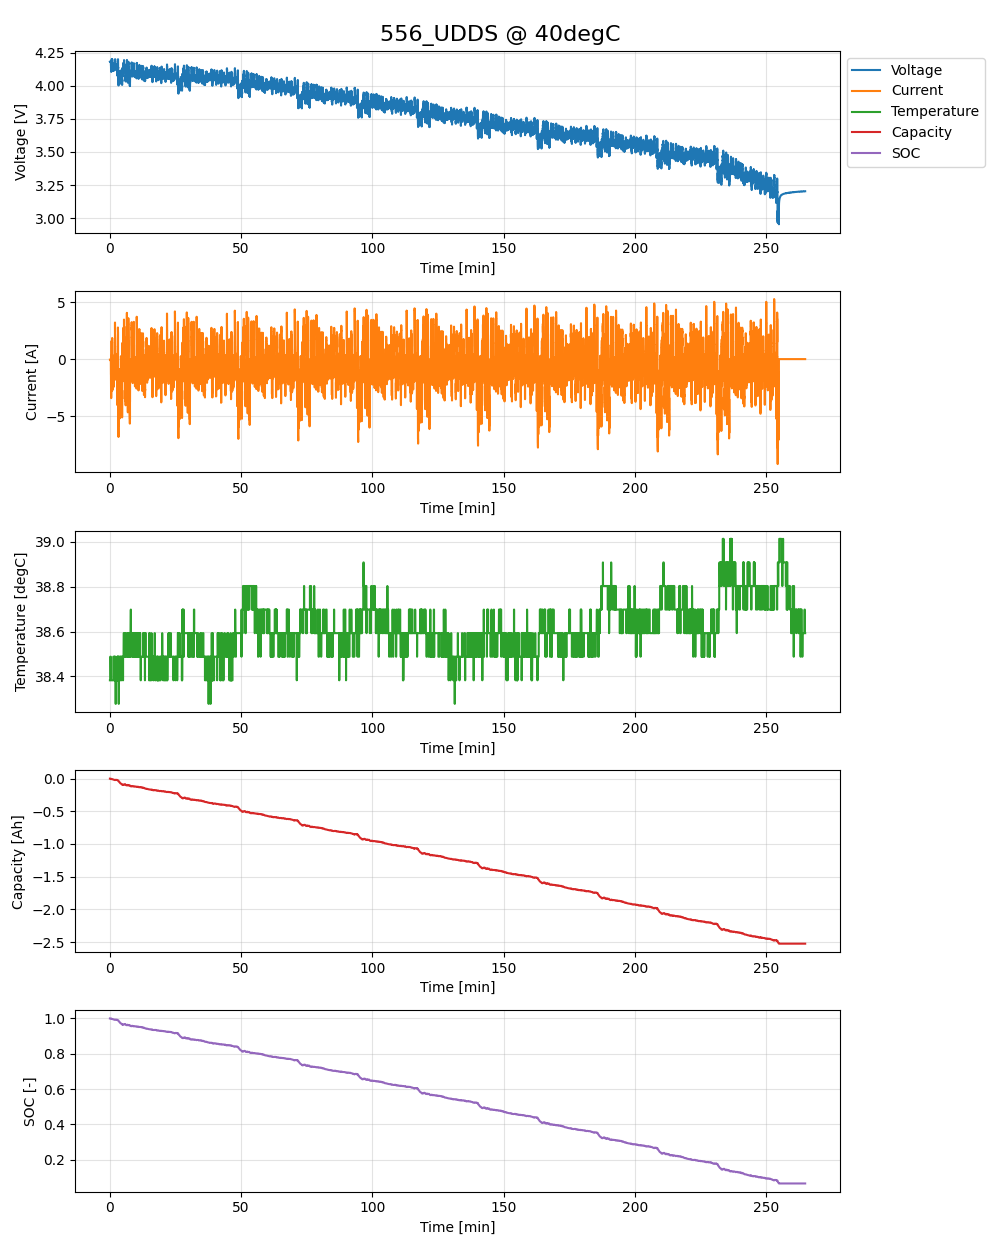 556_UDDS @ 40degC
Voltage [V]
4.25
4.00
3.75
3.50
3.25
3.00
0 50 100 150 200 250
Time [min]
Voltage
Current
Temperature
Capacity
SOC
Current [A]
5
0
−5
0 50 100 150 200 250
Time [min]
Temperature [degC]
39.0
38.8
38.6
38.4
0 50 100 150 200 250
Time [min]
Capacity [Ah]
0.0
−0.5
−1.0
−1.5
−2.0
−2.5
0 50 100 150 200 250
Time [min]
SOC [-]
1.0
0.8
0.6
0.4
0.2
0 50 100 150 200 250
Time [min]